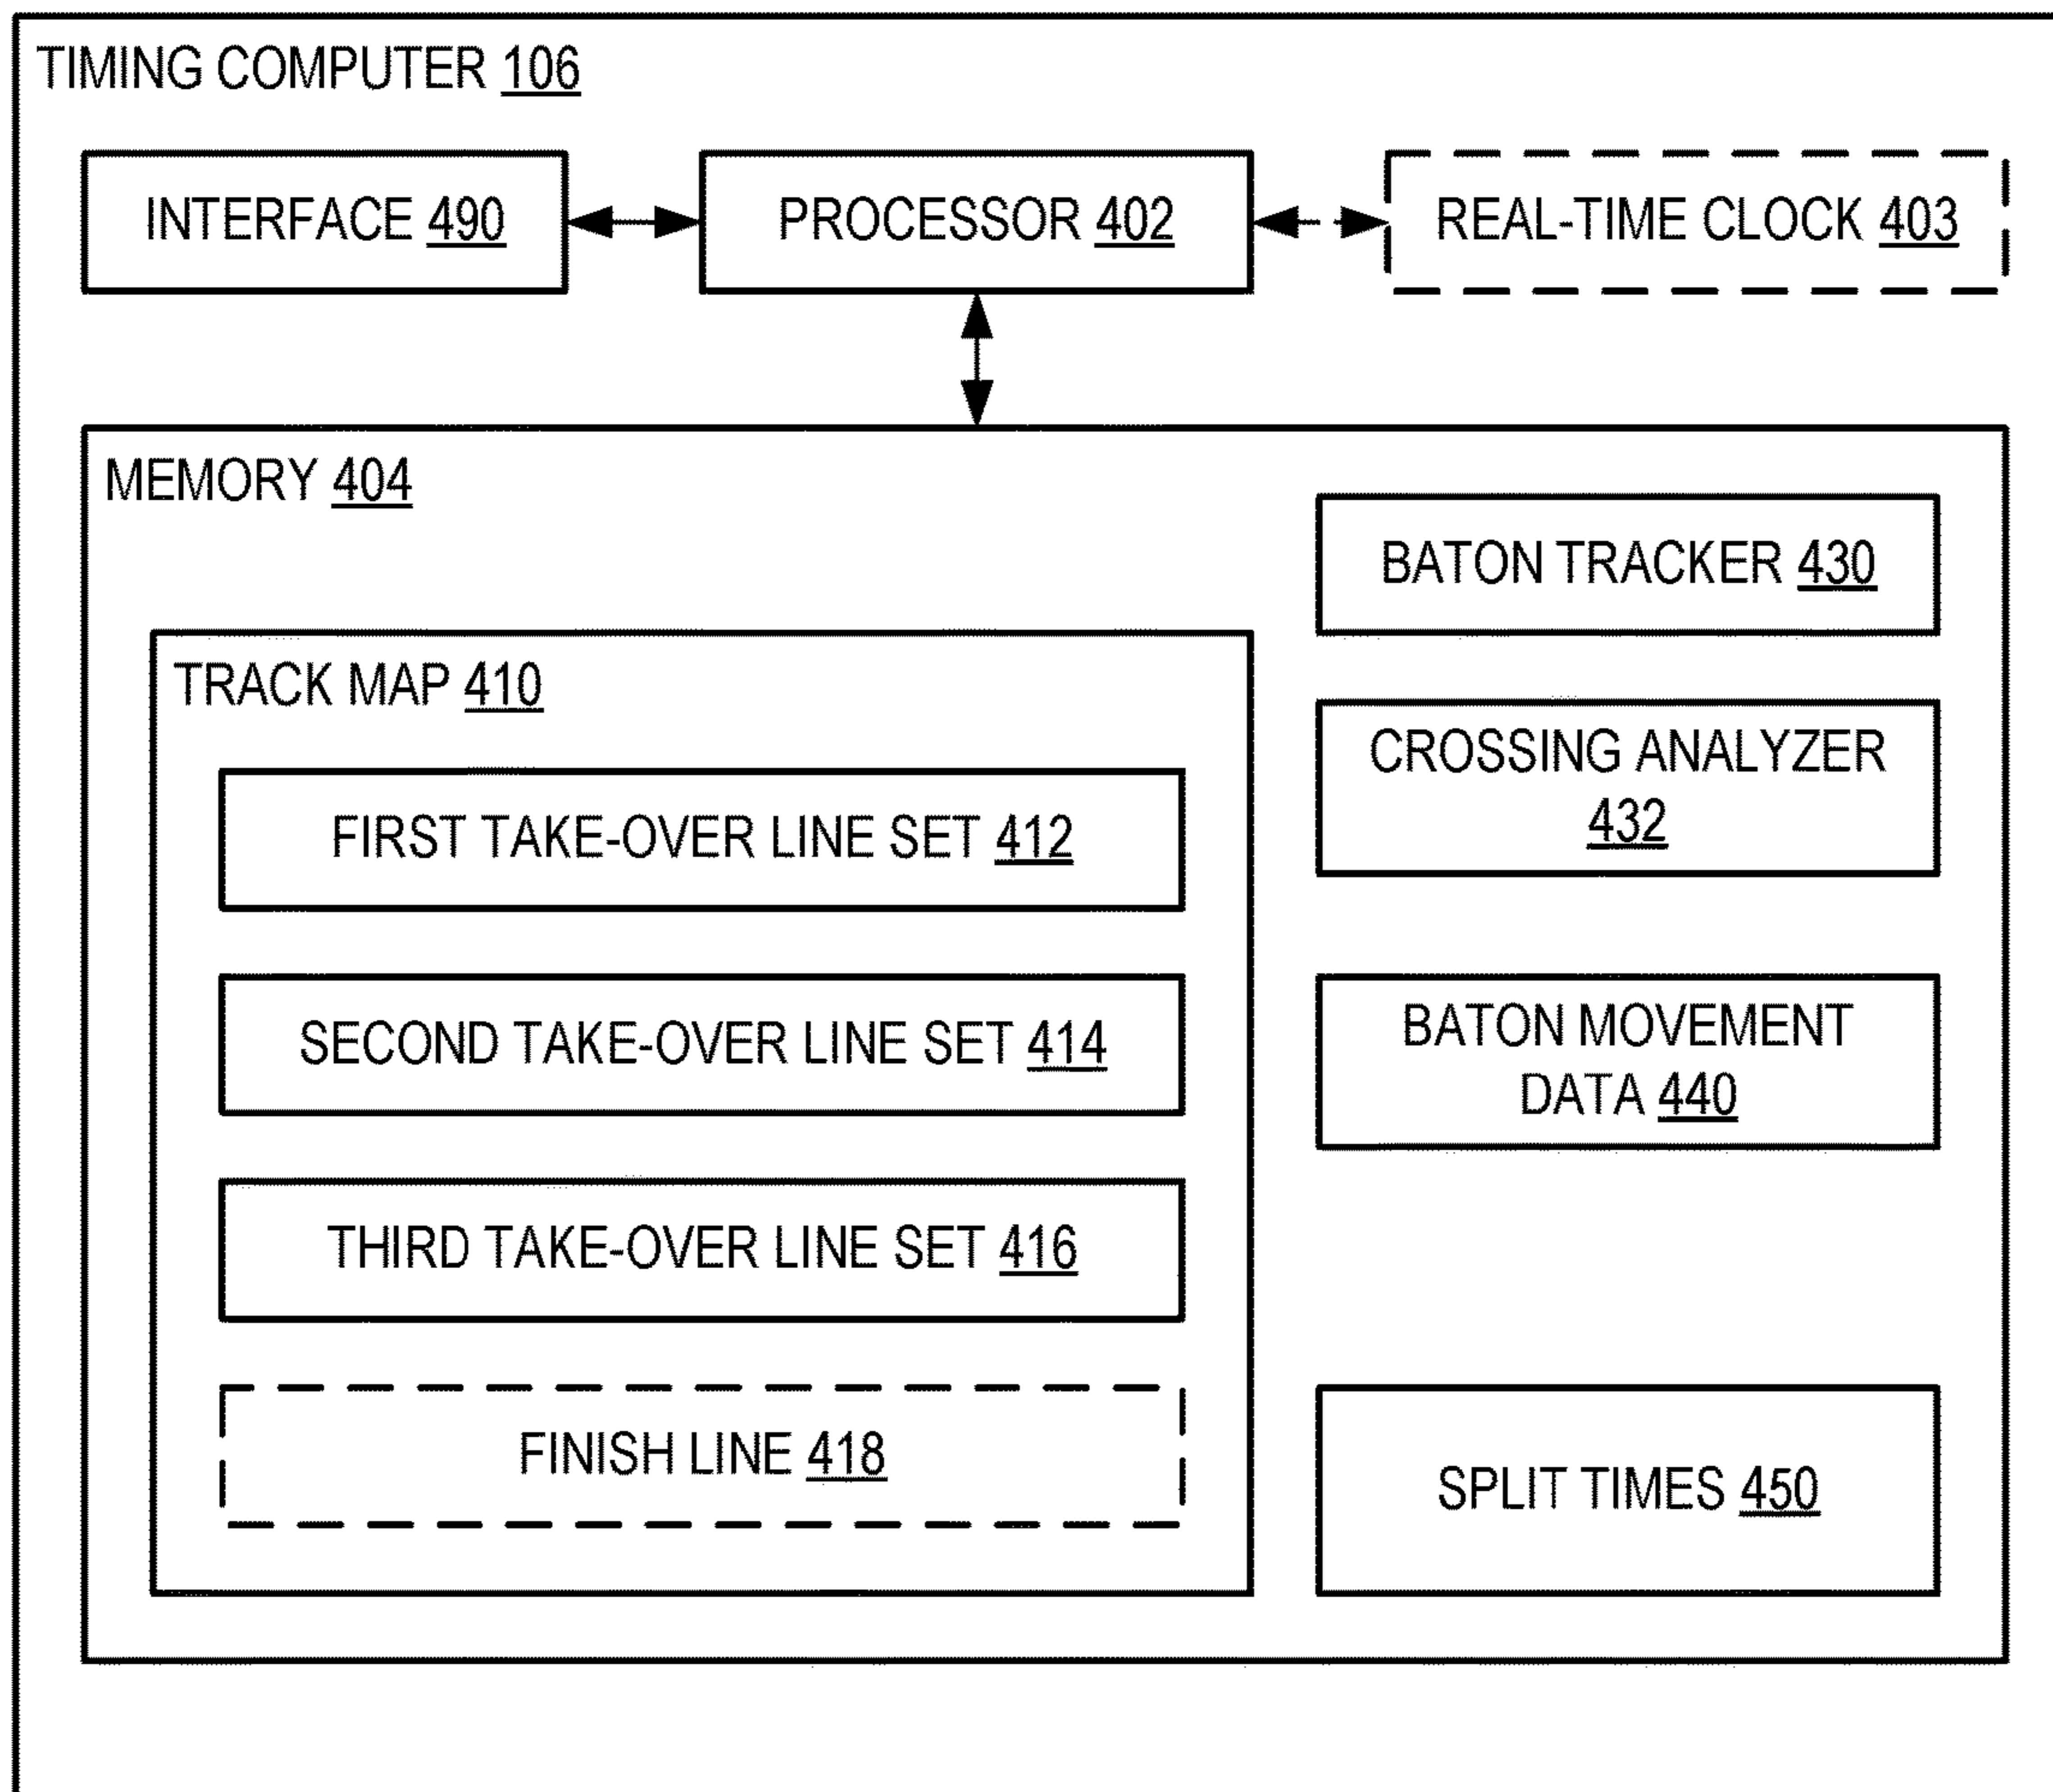 TIMING COMPUTER 106
INTERFACE 490
PROCESSOR 402
REAL-TIME CLOCK 403
MEMORY 404
TRACK MAP 410
FIRST TAKE-OVER LINE SET 412
SECOND TAKE-OVER LINE SET 414
THIRD TAKE-OVER LINE SET 416
FINISH LINE 418
BATON TRACKER 430
CROSSING ANALYZER
432
BATON MOVEMENT
DATA 440
SPLIT TIMES 450